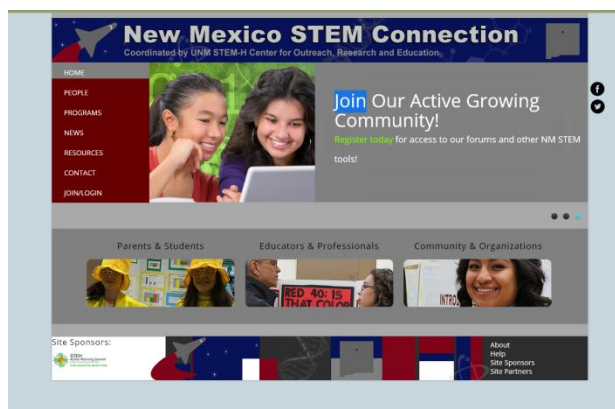 New Mexico STEM Connection
Coordinated by UNM STEM-H Center for Outreach, Research and Education
HOME
PEOPLE
PROGRAMS
NEWS
RESOURCES
CONTACT
JOIN/LOGIN
Join Our Active Growing
Community!
Register today for access to our forums and other NM STEM
tools!
Parents & Students
Educators & Professionals
Community & Organizations
RED 40: IS
THAT COLOR
INTRO
Site Sponsors:
STEM
About
Help
Site Sponsors
Site Partners